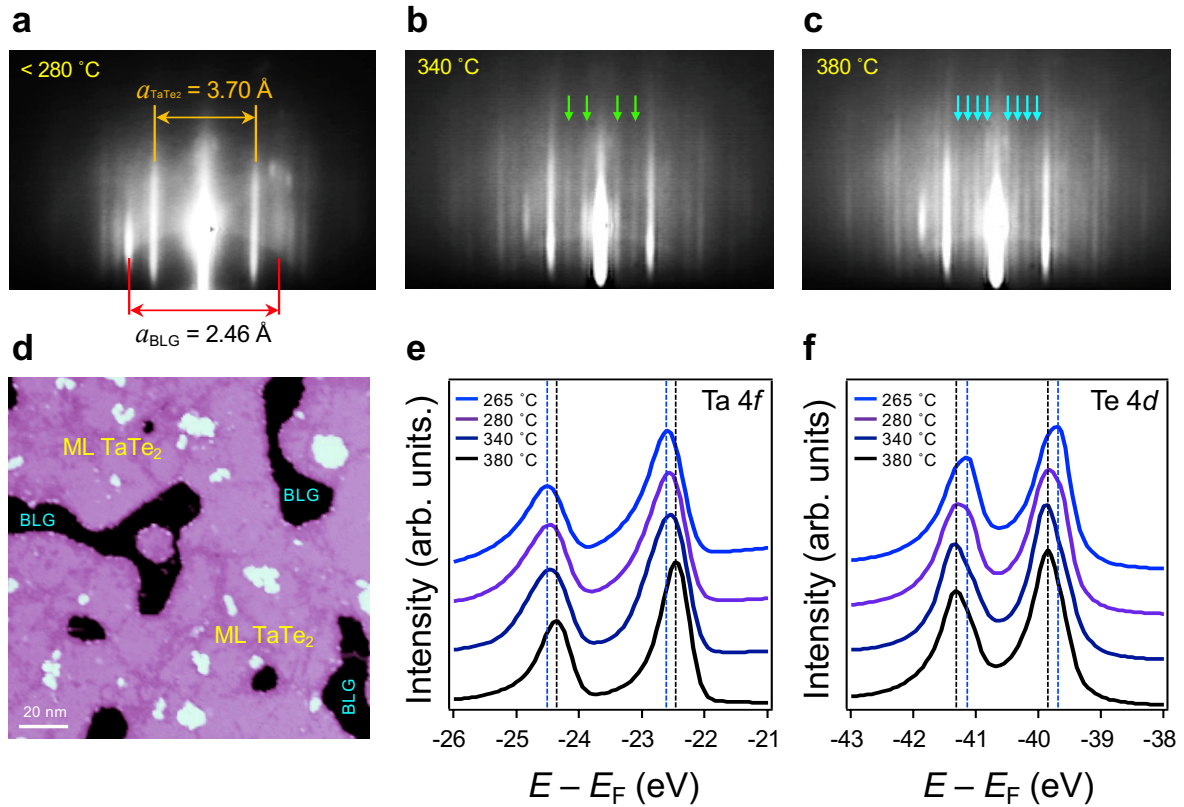 a
< 280 ˚C
aTaTe2 = 3.70 Å
aBLG = 2.46 Å
b
340 ˚C
c
380 ˚C
d
ML TaTe2
BLG
BLG
ML TaTe2
BLG
20 nm
e
Intensity (arb. units.)
265 ˚C
280 ˚C
340 ˚C
380 ˚C
Ta 4f
-26 -25 -24 -23 -22 -21
E – EF (eV)
f
Intensity (arb. units)
265 ˚C
280 ˚C
340 ˚C
380 ˚C
Te 4d
-43 -42 -41 -40 -39 -38
E – EF (eV)